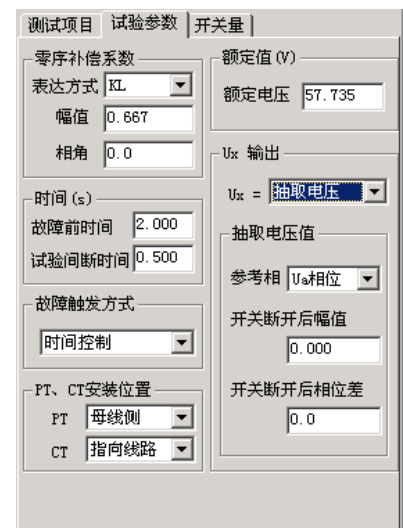 测试项目 试验参数 开关量
零序补偿系数
表达方式 KL
幅值 0.667
相角 0.0
时间(s)
故障前时间 2.000
试验间断时间 0.500
故障触发方式
时间控制
PT、CT安装位置
PT 母线侧
CT 指向线路
额定值(V)
额定电压 57.735
Ux 输出
Ux = 抽取电压
抽取电压值
参考相 Ua相位
开关断开后幅值
0.000
开关断开后相位差
0.0